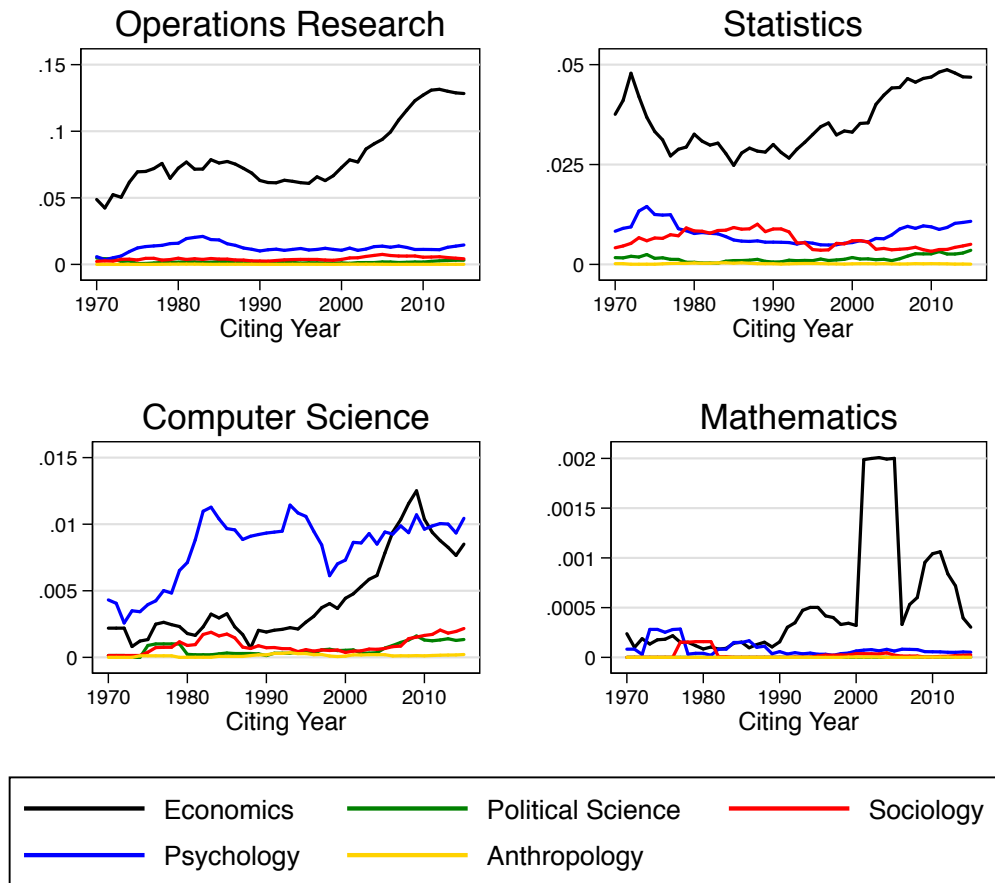 Operations Research
.15
.1
.05
0
1970 1980 1990 2000 2010
Citing Year
Statistics
.05
.025
0
1970 1980 1990 2000 2010
Citing Year
Computer Science
.015
.01
.005
0
1970 1980 1990 2000 2010
Citing Year
Mathematics
.002
.0015
.001
.0005
0
1970 1980 1990 2000 2010
Citing Year
Economics Political Science Sociology
Psychology Anthropology